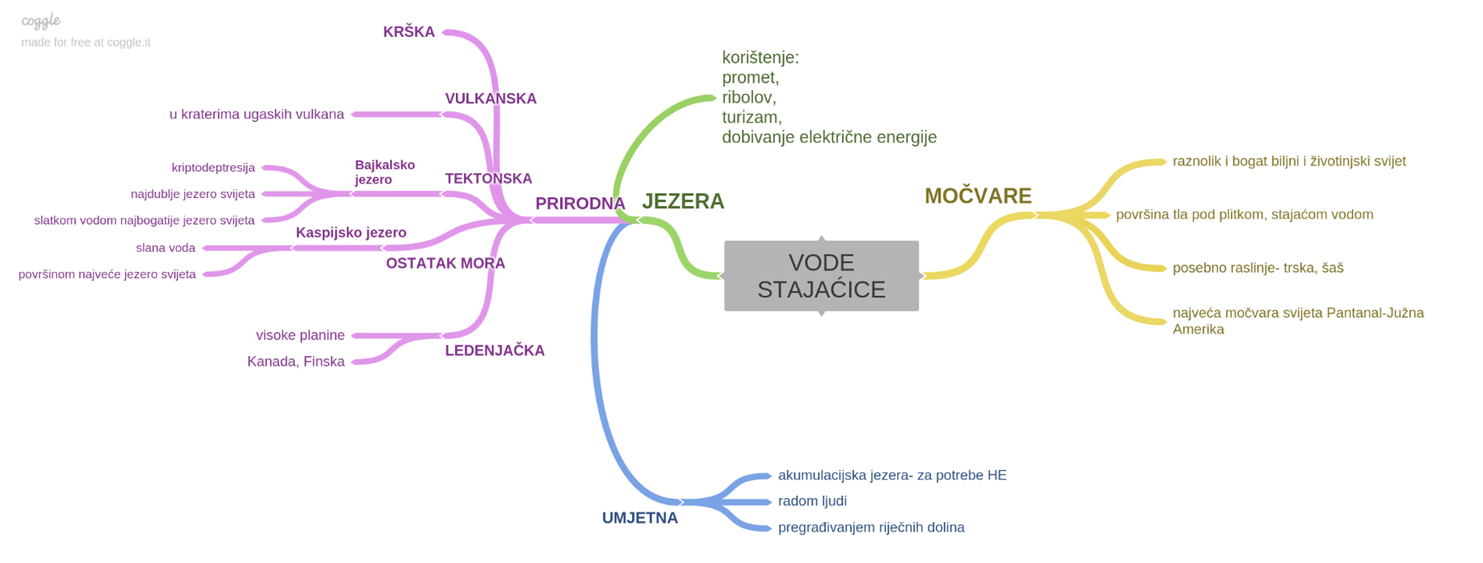 coggle
made for free at coggle.it
KRŠKA
VULKANSKA
u kraterima ugaskih vulkana
TEKTONSKA
Bajkalsko
jezero
kriptodeptresija
najdublje jezero svijeta
slatkom vodom najbogatije jezero svijeta
Kaspijsko jezero
slana voda
površinom najveće jezero svijeta
OSTATAK MORA
visoke planine
Kanada, Finska
LEDENJAČKA
PRIRODNA
JEZERA
korištenje:
promet,
ribolov,
turizam,
dobivanje električne energije
VODE
STAJAĆICE
MOČVARE
raznolik i bogat biljni i životinjski svijet
površina tla pod plitkom, stajaćom vodom
posebno raslinje- trska, šaš
najveća močvara svijeta Pantanal-Južna
Amerika
UMJETNA
akumulacijska jezera- za potrebe HE
radom ljudi
pregrađivanjem riječnih dolina